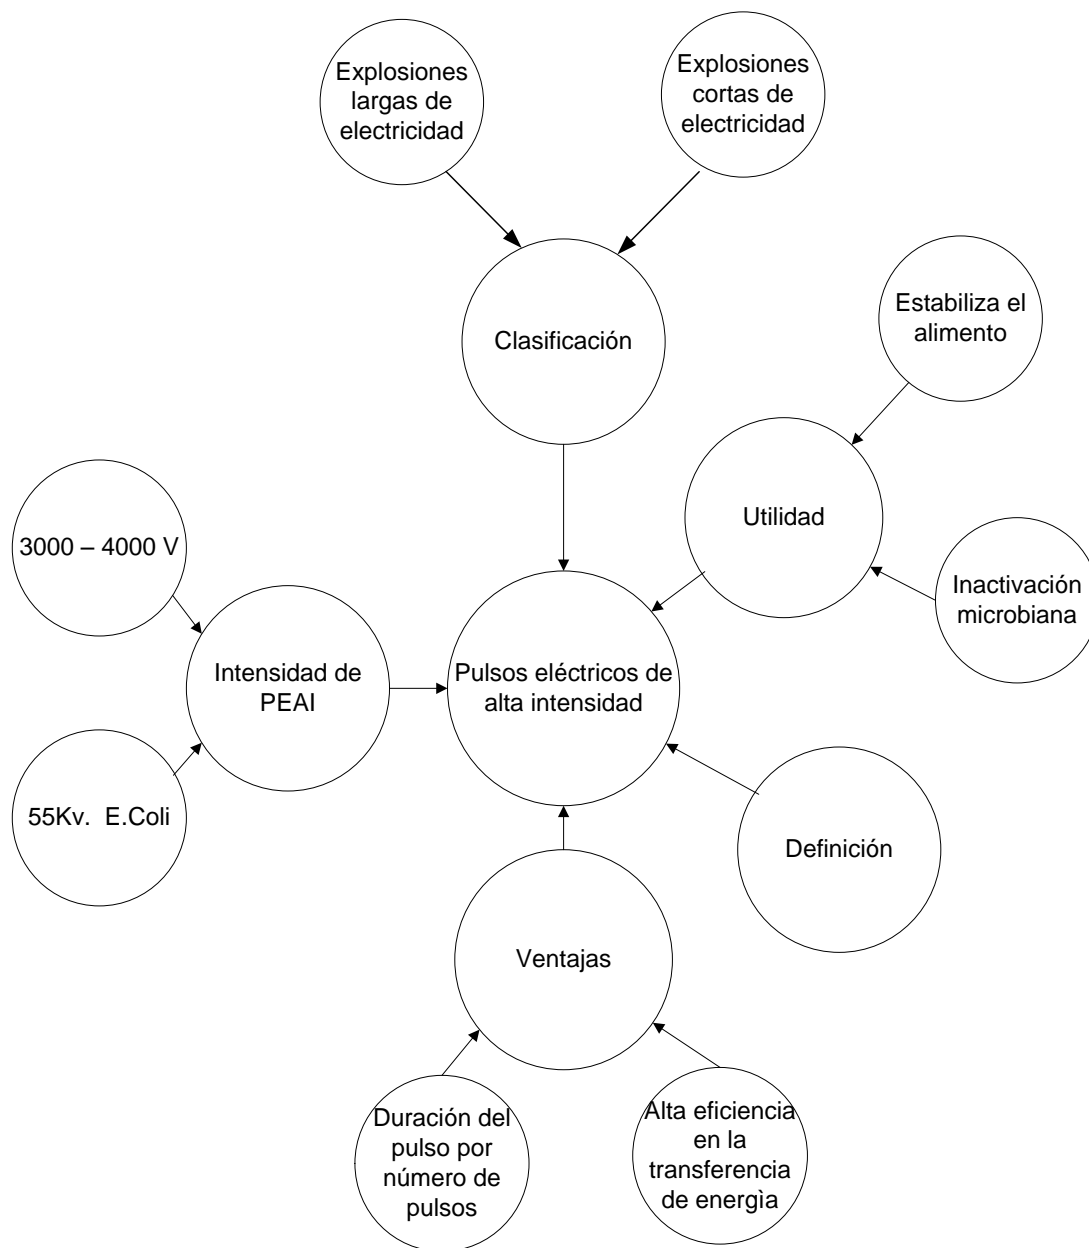 Explosiones
largas de
electricidad
Explosiones
cortas de
electricidad
Clasificación
Estabiliza el
alimento
Utilidad
Inactivación
microbiana
3000 – 4000 V
Intensidad de
PEAI
Pulsos eléctricos de
alta intensidad
55Kv.  E.Coli
Definición
Ventajas
Duración del
pulso por
número de
pulsos
Alta eficiencia
en la
transferencia
de energìa